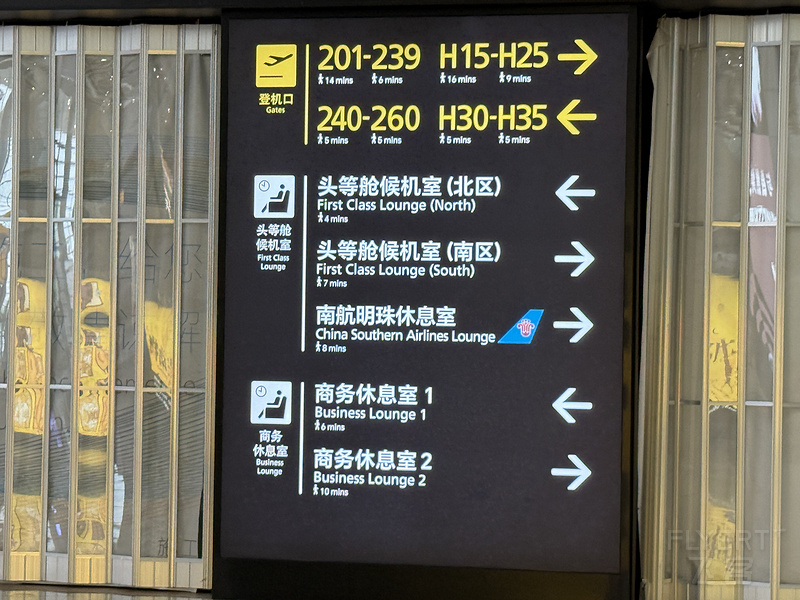 201-239 H15-H25
14 mins 6 mins 16 mins 9 mins
登机口
Gates
240-260 H30-H35
5 mins 5 mins 5 mins 5 mins
头等舱候机室 (北区)
First Class Lounge (North)
4 mins
头等舱
候机室
First Class
Lounge
头等舱候机室 (南区)
First Class Lounge (South)
7 mins
南航明珠休息室
China Southern Airlines Lounge
8 mins
商务休息室 1
Business Lounge 1
6 mins
商务
休息室
Business
Lounge
商务休息室 2
Business Lounge 2
10 mins